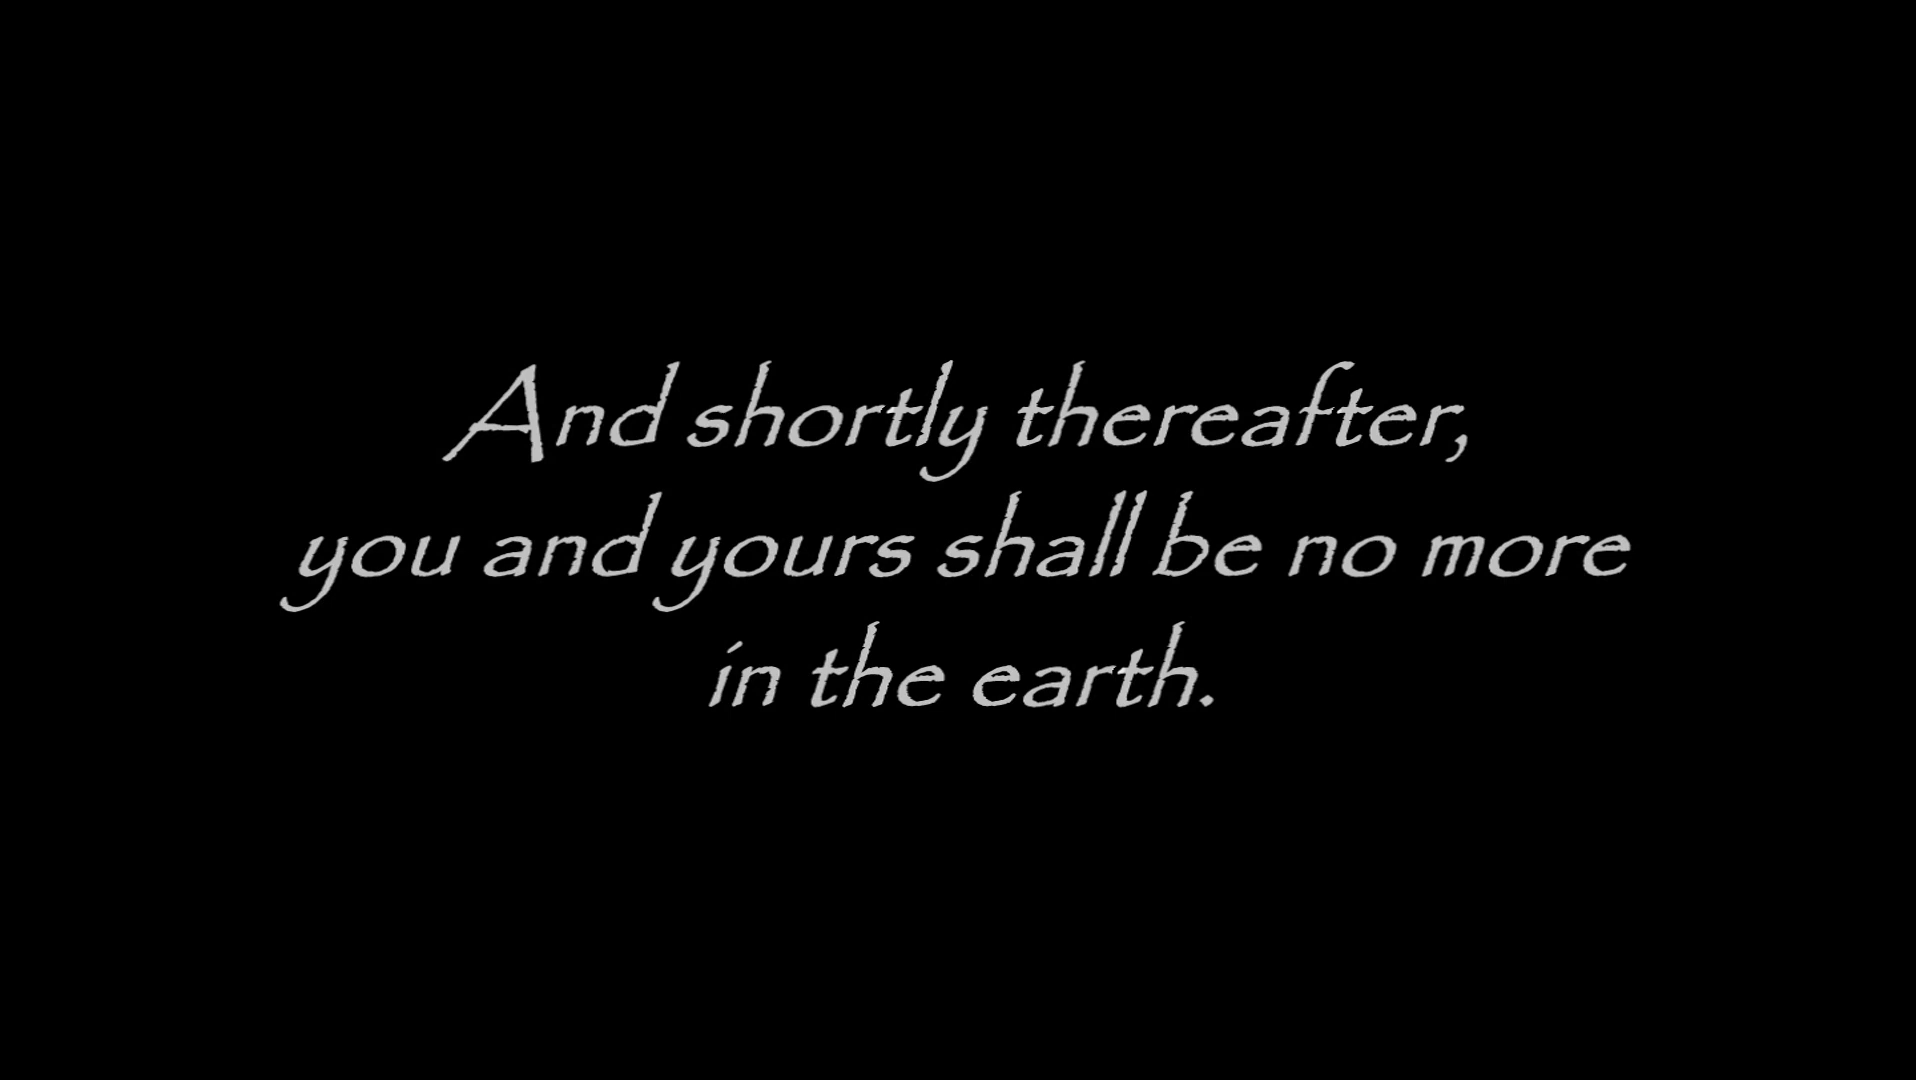 And shortly thereafter,
you and yours shall be no more
in the earth.